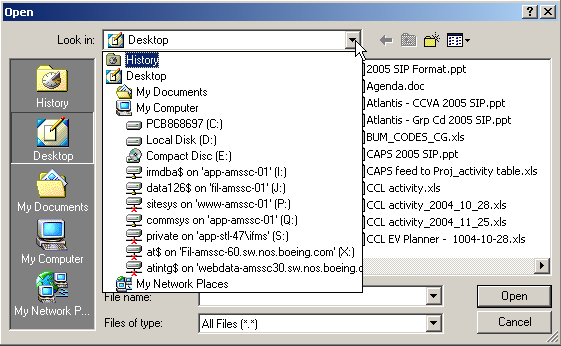 Open
Look in: Desktop
History
Desktop
My Documents
My Computer
PCB868697 (C:)
Local Disk (D:)
Compact Disc (E:)
irmdba$ on 'app-amssc-01' (I:)
data126$ on 'fil-amssc-01' (J:)
sitesys on 'www-amssc-01' (P:)
commsys on 'app-amssc-01' (Q:)
private on 'app-stl-47\ifms' (S:)
at$ on 'Fil-amssc-60.sw.nos.boeing.com' (X:)
atintg$ on 'webdata-amssc30.sw.nos.boeing.c
My Network Places
History
Desktop
My Documents
My Computer
My Network P...
2005 SIP Format.ppt
Agenda.doc
Atlantis - CCVA 2005 SIP.ppt
Atlantis - Grp Cd 2005 SIP.ppt
BUM_CODES_CG.xls
CAPS 2005 SIP.ppt
CAPS feed to Proj_activity table.xls
CCL activity.xls
CCL activity_2004_10_28.xls
CCL activity_2004_11_25.xls
CCL EV Planner - 1004-10-28.xls
File name:
Open
Files of type: All Files (*.*)
Cancel